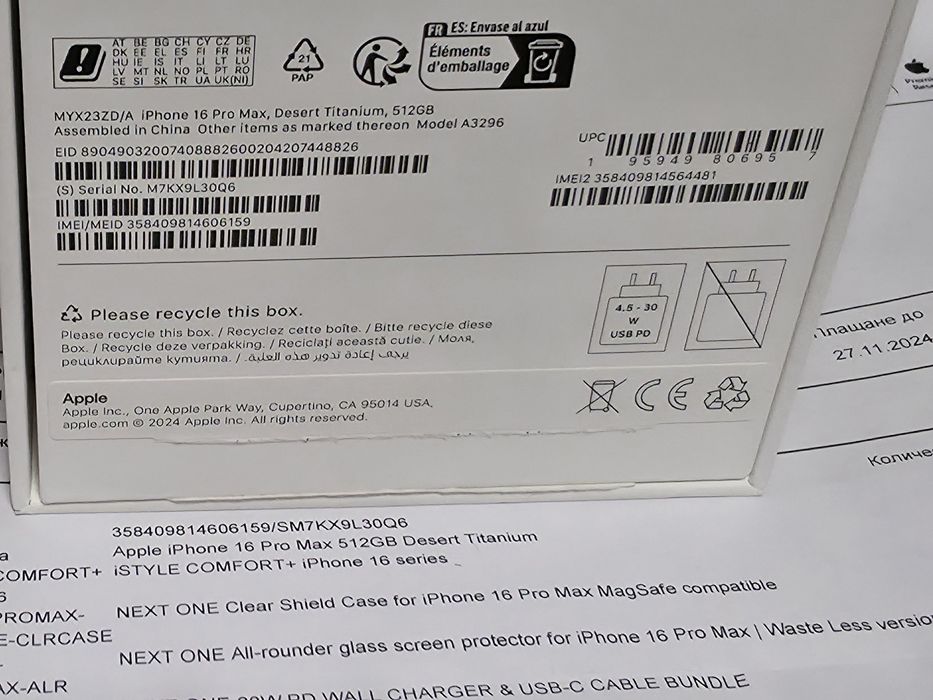 AT BE BG CH CY CZ DE
DK EE EL ES FI FR HR
HU IE IS IT LI LT LU
LV MT NL NO PL PT RO
SE SI SK TR UA UK(NI)
21
PAP
FR ES: Envase al azul
Éléments
d'emballage
MYX23ZD/A iPhone 16 Pro Max, Desert Titanium, 512GB
Assembled in China Other items as marked thereon Model A3296
EID 89049032007408882600204207448826
(S) Serial No. M7KX9L30Q6
IMEI/MEID 358409814606159
UPC
1 95949 80695 7
IMEI2 358409814564481
Please recycle this box.
Please recycle this box. / Recyclez cette boîte. / Bitte recycle diese
Box. / Recycle deze verpakking. / Reciclați această cutie. / Моля,
рециклирайте кутията. / يرجى إعادة تدوير هذه العلبة.
4.5 - 30
W
USB PD
Apple
Apple Inc., One Apple Park Way, Cupertino, CA 95014 USA.
apple.com © 2024 Apple Inc. All rights reserved.
CE
Плащане до
27.11.2024
Количе
358409814606159/SM7KX9L30Q6
Apple iPhone 16 Pro Max 512GB Desert Titanium
COMFORT+ iSTYLE COMFORT+ iPhone 16 series
PROMAX- NEXT ONE Clear Shield Case for iPhone 16 Pro Max MagSafe compatible
E-CLRCASE
NEXT ONE All-rounder glass screen protector for iPhone 16 Pro Max | Waste Less versio
AX-ALR
WALL CHARGER & USB-C CABLE BUNDLE